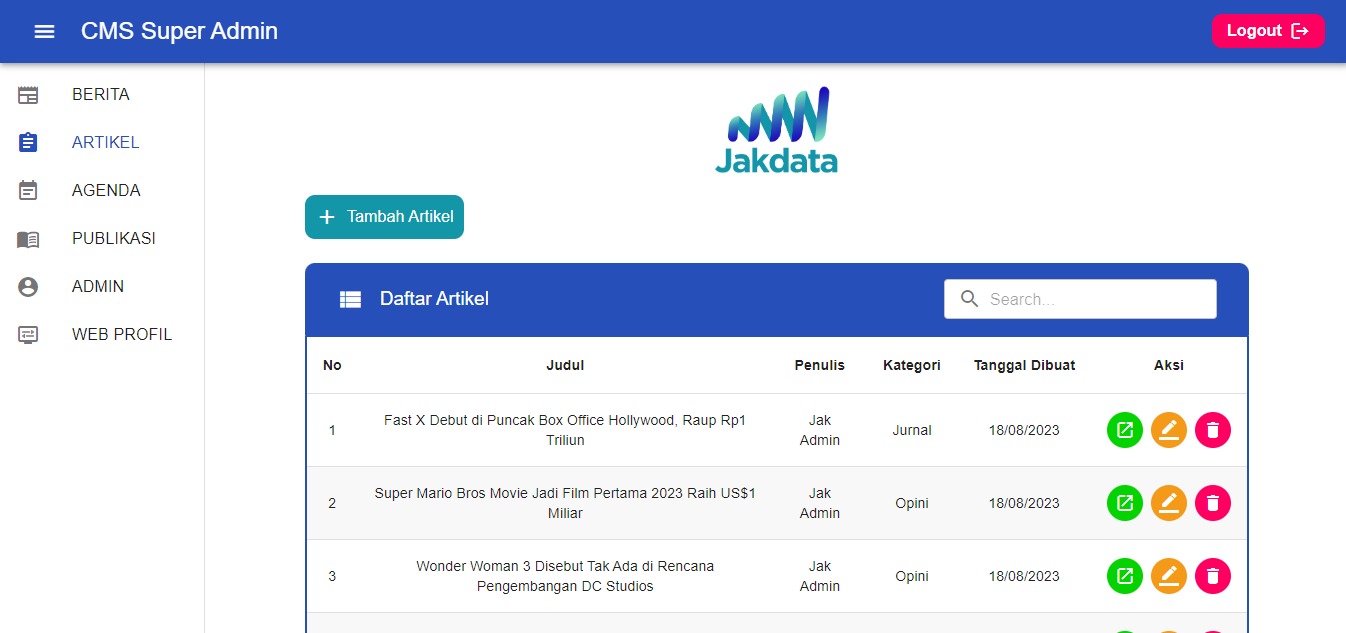 CMS Super Admin
Logout
BERITA
ARTIKEL
AGENDA
PUBLIKASI
ADMIN
WEB PROFIL
Jakdata
Tambah Artikel
Daftar Artikel
Search...
No Judul Penulis Kategori Tanggal Dibuat Aksi
1 Fast X Debut di Puncak Box Office Hollywood, Raup Rp1
Triliun Jak
Admin Jurnal 18/08/2023
2 Super Mario Bros Movie Jadi Film Pertama 2023 Raih US$1
Miliar Jak
Admin Opini 18/08/2023
3 Wonder Woman 3 Disebut Tak Ada di Rencana
Pengembangan DC Studios Jak
Admin Opini 18/08/2023